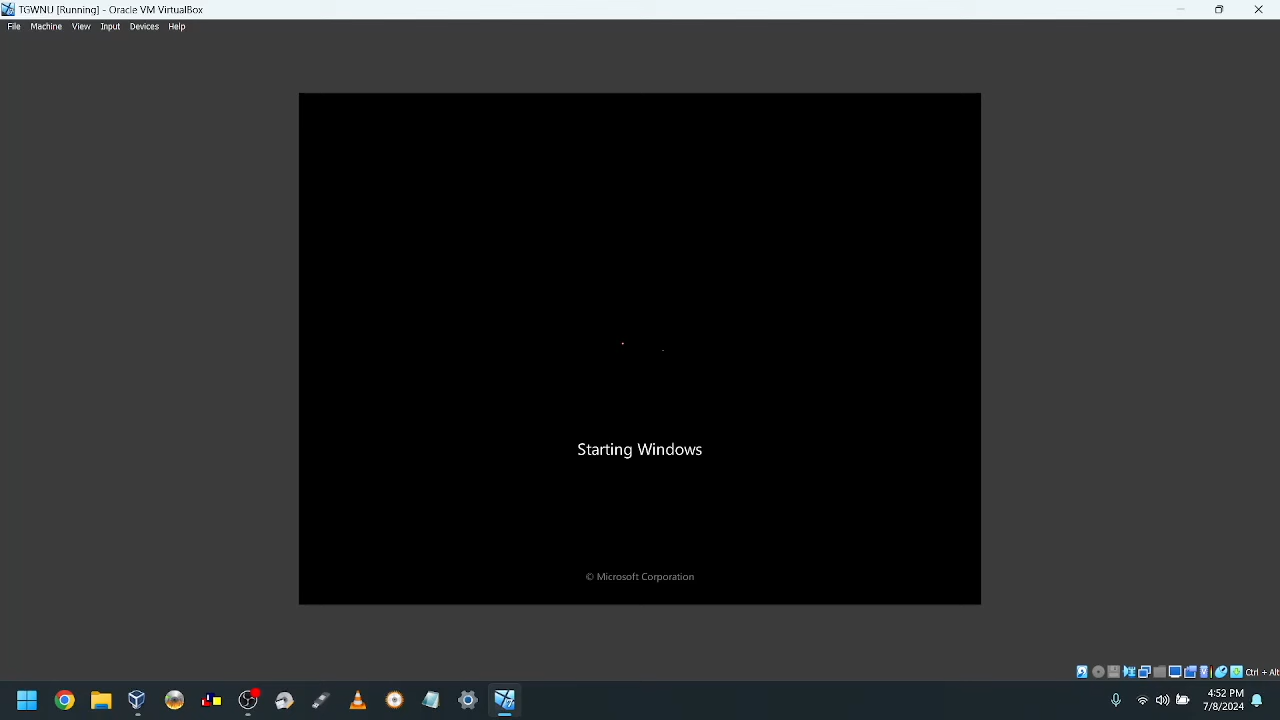 TGWNU [Running] - Oracle VM VirtualBox
File Machine View Input Devices Help
Starting Windows
© Microsoft Corporation
Ctrl + Alt
4:52 PM
7/8/2024